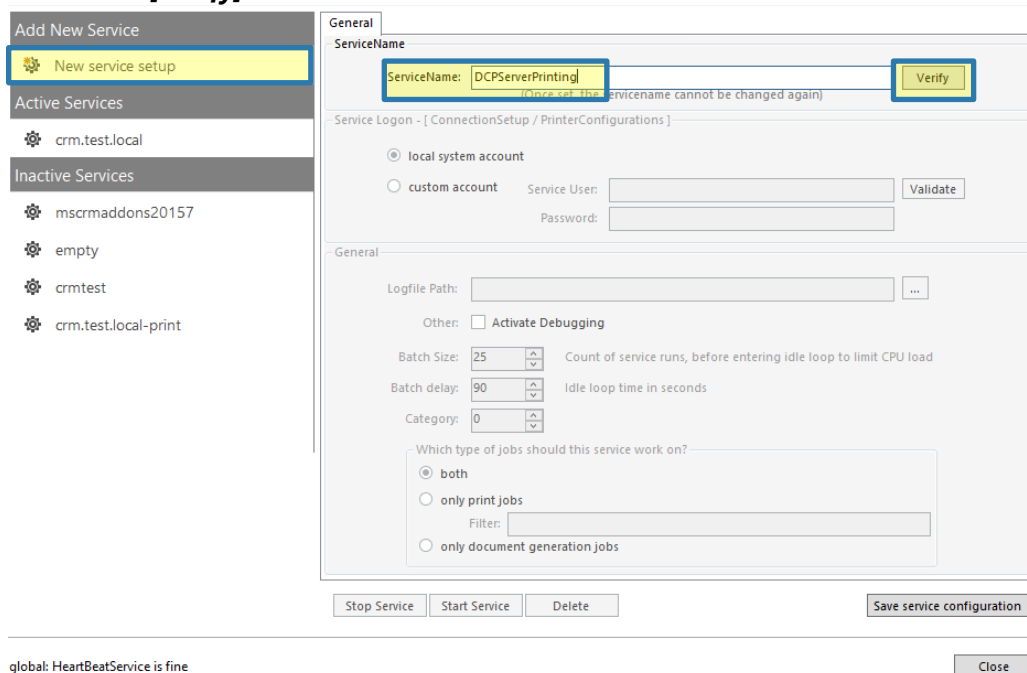 Add New Service
New service setup
Active Services
crm.test.local
Inactive Services
mscrmaddons20157
empty
crmtest
crm.test.local-print
General
ServiceName
ServiceName: DCPServerPrinting Verify
(Once set, the servicename cannot be changed again)
Service Logon - [ ConnectionSetup / PrinterConfigurations ]
local system account
custom account Service User: Validate
Password:
General
Logfile Path: ...
Other: Activate Debugging
Batch Size: 25 Count of service runs, before entering idle loop to limit CPU load
Batch delay: 90 Idle loop time in seconds
Category: 0
Which type of jobs should this service work on?
both
only print jobs
Filter:
only document generation jobs
Stop Service Start Service Delete Save service configuration
global: HeartBeatService is fine Close